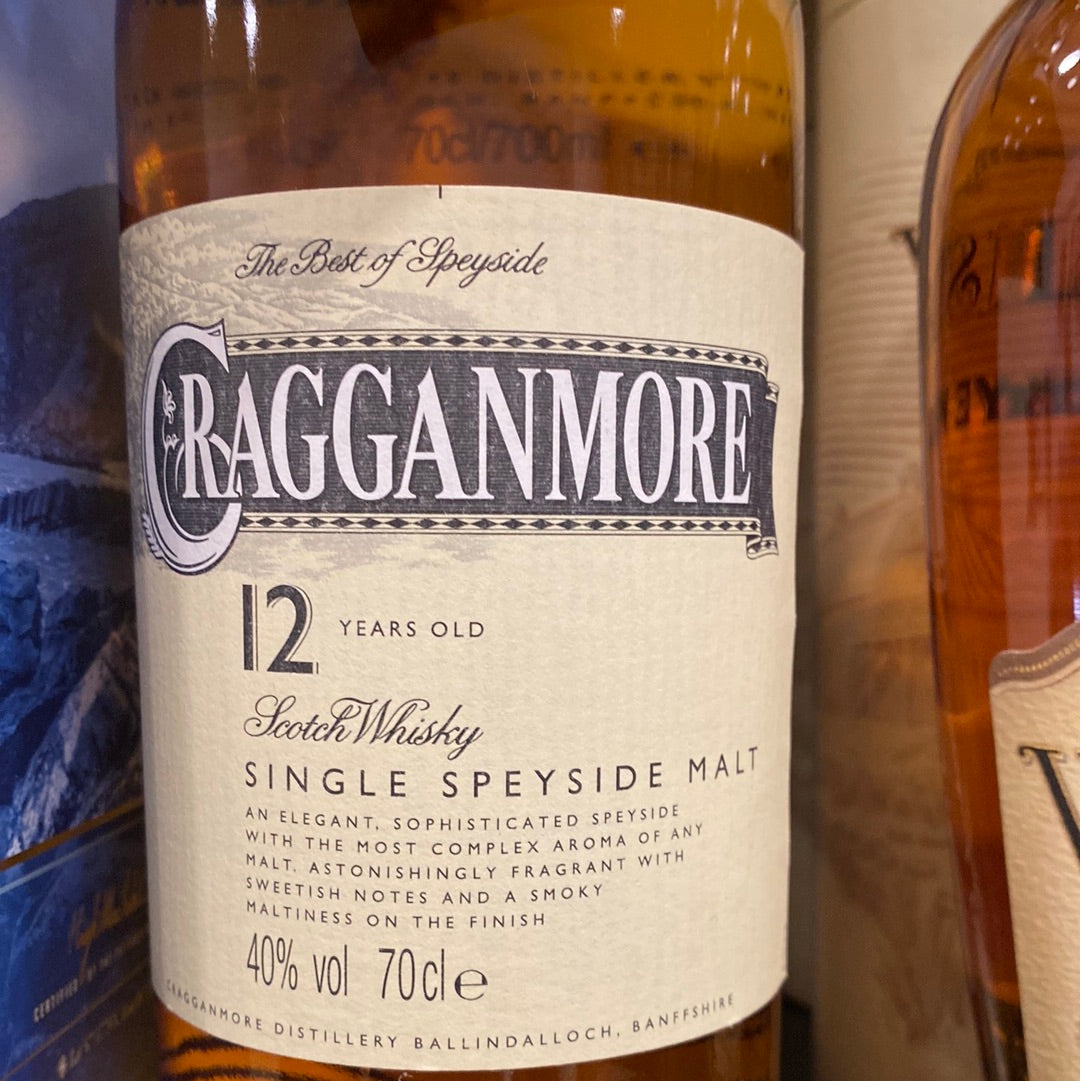 70cl/700ml
The Best of Speyside
CRAGGANMORE
12 YEARS OLD
Scotch Whisky
SINGLE SPEYSIDE MALT
AN ELEGANT, SOPHISTICATED SPEYSIDE
WITH THE MOST COMPLEX AROMA OF ANY
MALT. ASTONISHINGLY FRAGRANT WITH
SWEETISH NOTES AND A SMOKY
MALTINESS ON THE FINISH
40% vol 70cl e
CRAGGANMORE DISTILLERY BALLINDALLOCH, BANFFSHIRE
CERTIFIED